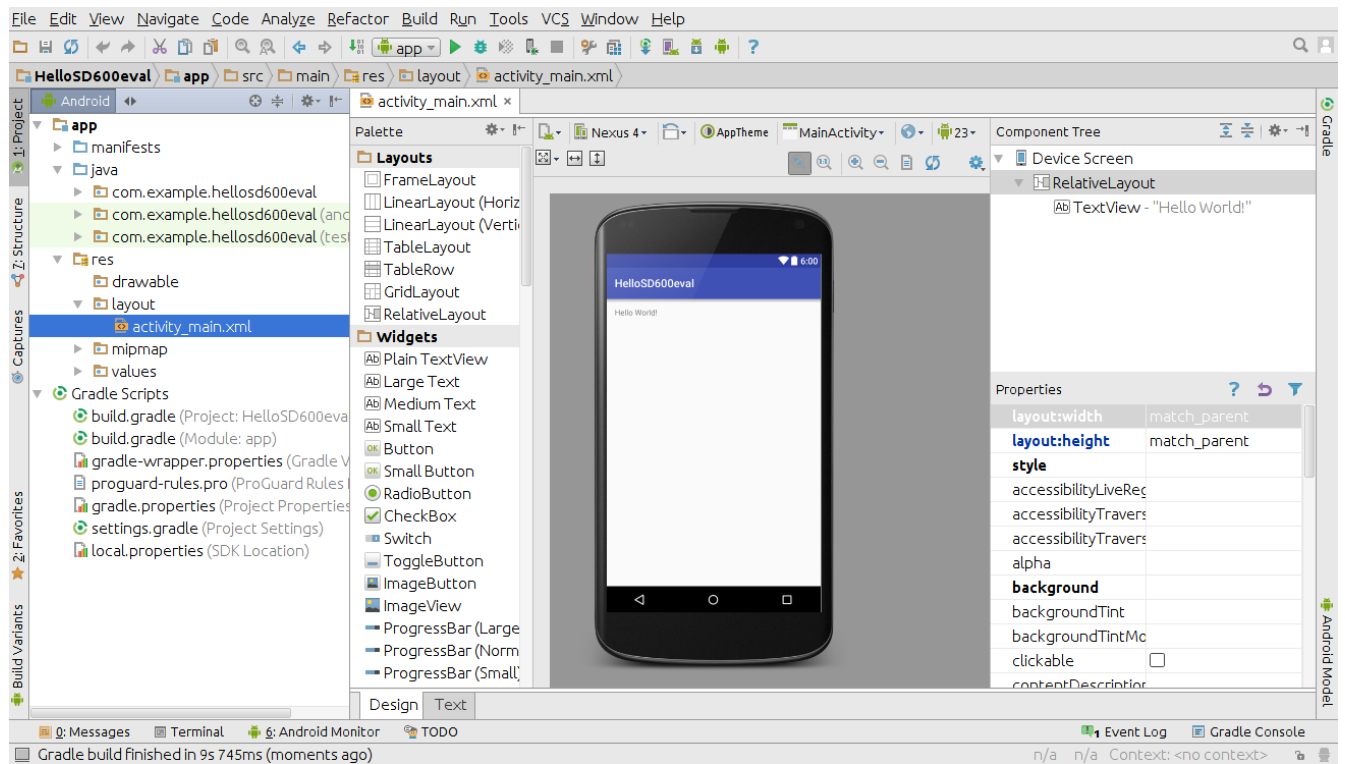 File Edit View Navigate Code Analyze Refactor Build Run Tools VCS Window Help
app
HelloSD600eval app src main res layout activity_main.xml
1: Project
7: Structure
Captures
2: Favorites
Build Variants
Android
app
manifests
java
com.example.hellosd600eval
com.example.hellosd600eval (and
com.example.hellosd600eval (test
res
drawable
layout
activity_main.xml
mipmap
values
Gradle Scripts
build.gradle (Project: HelloSD600eva
build.gradle (Module: app)
gradle-wrapper.properties (Gradle V
proguard-rules.pro (ProGuard Rules
gradle.properties (Project Properties
settings.gradle (Project Settings)
local.properties (SDK Location)
activity_main.xml ×
Palette
Layouts
FrameLayout
LinearLayout (Horiz
LinearLayout (Verti
TableLayout
TableRow
GridLayout
RelativeLayout
Widgets
Plain TextView
Large Text
Medium Text
Small Text
Button
Small Button
RadioButton
CheckBox
Switch
ToggleButton
ImageButton
ImageView
ProgressBar (Large
ProgressBar (Norm
ProgressBar (Small)
Nexus 4 AppTheme MainActivity 23
6:00
HelloSD600eval
Hello World!
Design Text
Component Tree
Device Screen
RelativeLayout
Ab TextView - "Hello World!"
Properties
layout:width match_parent
layout:height match_parent
style
accessibilityLiveReg
accessibilityTravers
accessibilityTravers
alpha
background
backgroundTint
backgroundTintMo
clickable
contentDescription
Gradle
Android Model
0: Messages Terminal 6: Android Monitor TODO 1 Event Log Gradle Console
Gradle build finished in 9s 745ms (moments ago) n/a n/a Context: <no context>